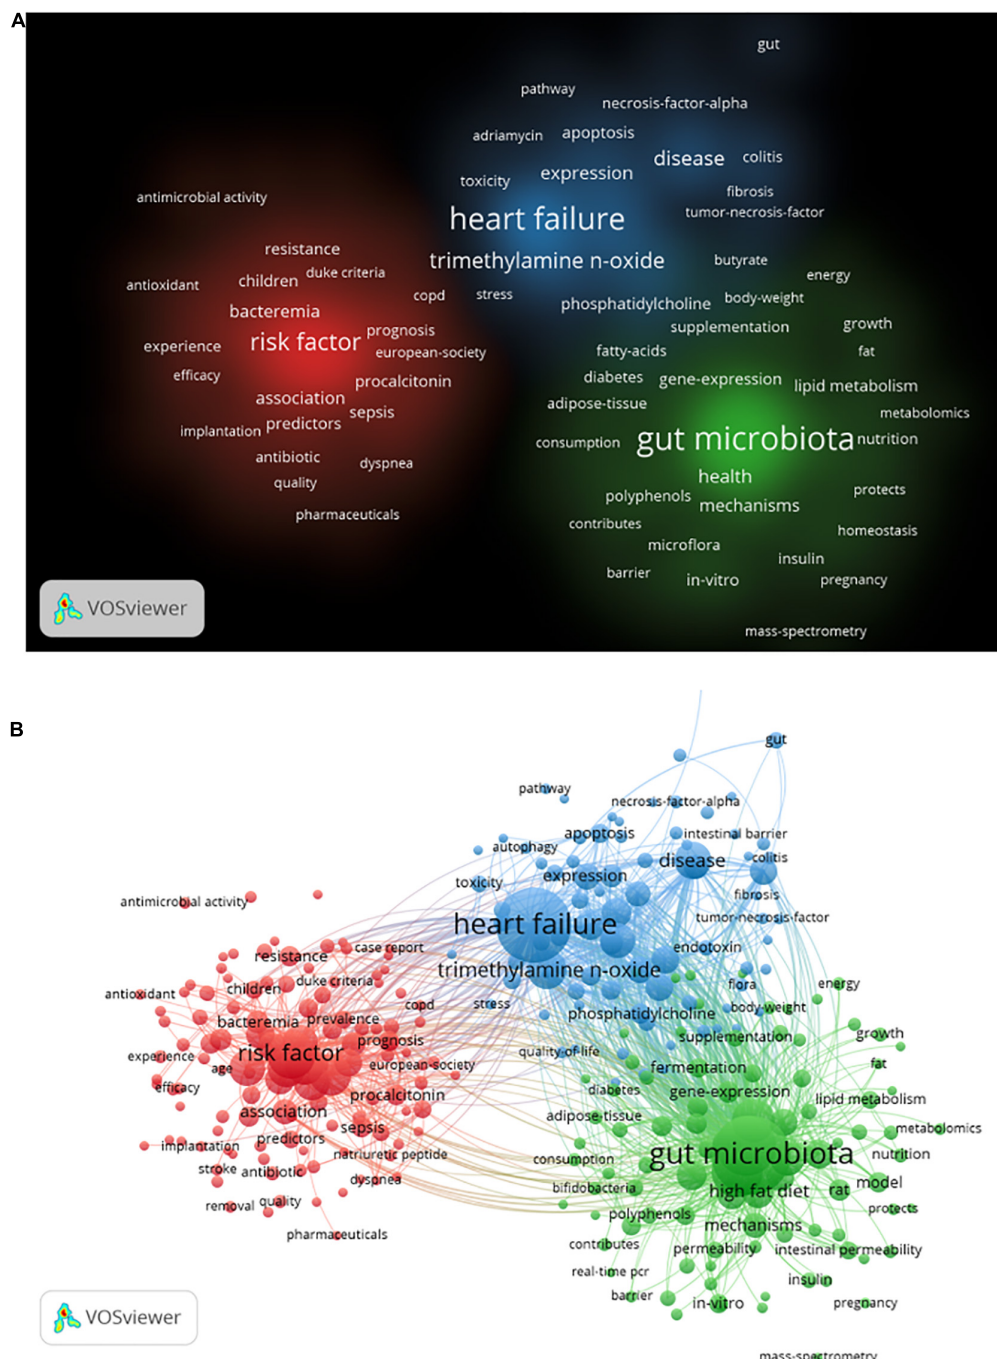 A
gut
pathway
necrosis-factor-alpha
adriamycin
apoptosis
disease
colitis
toxicity
expression
fibrosis
antimicrobial activity
heart failure
tumor-necrosis-factor
resistance
trimethylamine n-oxide
butyrate
children
duke criteria
energy
antioxidant
copd
stress
phosphatidylcholine
body-weight
bacteremia
supplementation
growth
risk factor
prognosis
experience
european-society
fatty-acids
fat
efficacy
procalcitonin
diabetes
gene-expression
lipid metabolism
association
sepsis
adipose-tissue
metabolomics
implantation
predictors
consumption
gut microbiota
nutrition
antibiotic
dyspnea
health
quality
polyphenols
mechanisms
protects
pharmaceuticals
contributes
homeostasis
microflora
insulin
barrier
in-vitro
pregnancy
VOSviewer
mass-spectrometry
B
gut
pathway
necrosis-factor-alpha
apoptosis
intestinal barrier
autophagy
disease
colitis
toxicity
expression
fibrosis
antimicrobial activity
heart failure
tumor-necrosis-factor
case report
endotoxin
resistance
trimethylamine n-oxide
children
duke criteria
flora
energy
antioxidant
copd
stress
phosphatidylcholine
body-weight
bacteremia
prevalence
supplementation
growth
risk factor
prognosis
experience
age
european-society
quality-of-life
fermentation
fat
efficacy
procalcitonin
diabetes
gene-expression
lipid metabolism
association
sepsis
adipose-tissue
metabolomics
implantation
predictors
natriuretic peptide
consumption
gut microbiota
nutrition
stroke
antibiotic
dyspnea
bifidobacteria
high fat diet
rat
model
removal
quality
polyphenols
mechanisms
protects
pharmaceuticals
contributes
permeability
intestinal permeability
real-time pcr
insulin
barrier
in-vitro
pregnancy
VOSviewer
mass-spectrometry